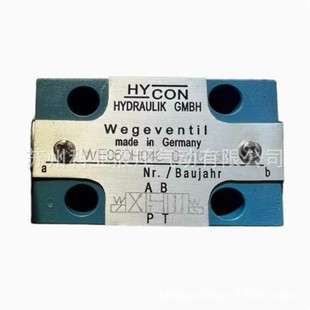 HYCON
HYDRAULIK GMBH
Wegeventil
made in Germany
a
b
Nr./Baujahr
A B
P T